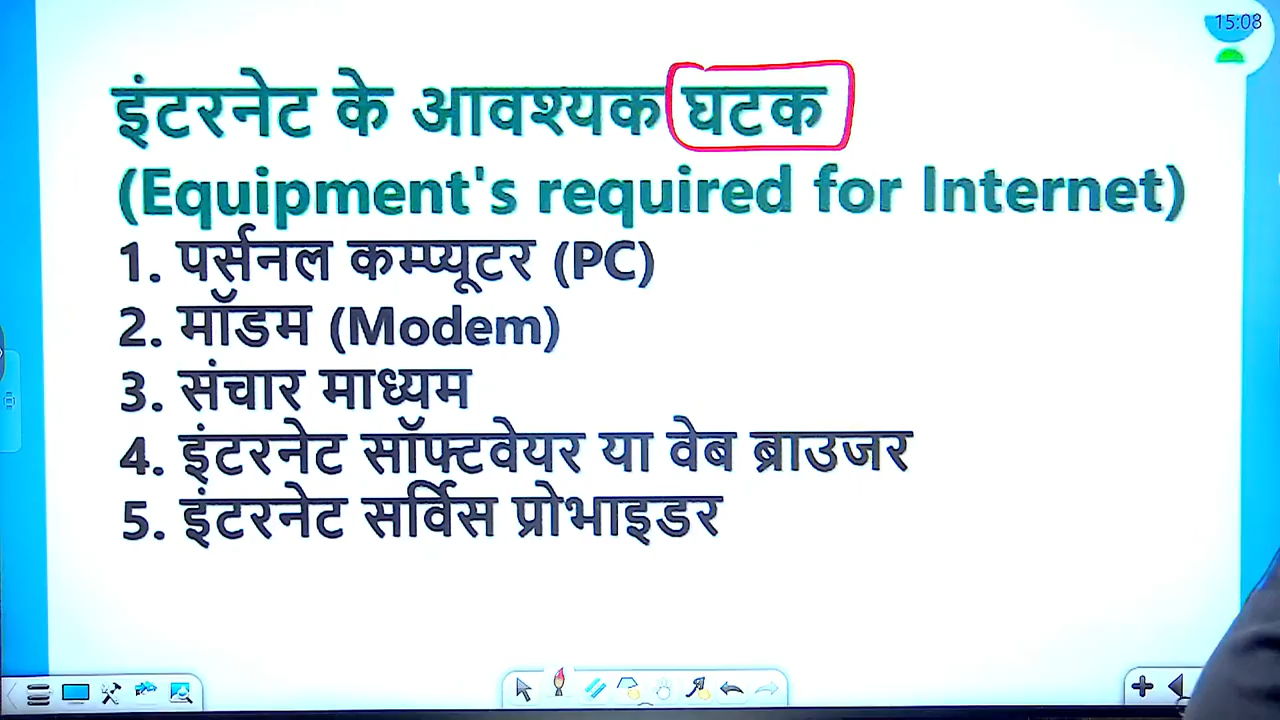 15:08
इंटरनेट के आवश्यक घटक
(Equipment's required for Internet)
1. पर्सनल कम्प्यूटर (PC)
2. मॉडम (Modem)
3. संचार माध्यम
4. इंटरनेट सॉफ्टवेयर या वेब ब्राउजर
5. इंटरनेट सर्विस प्रोभाइडर